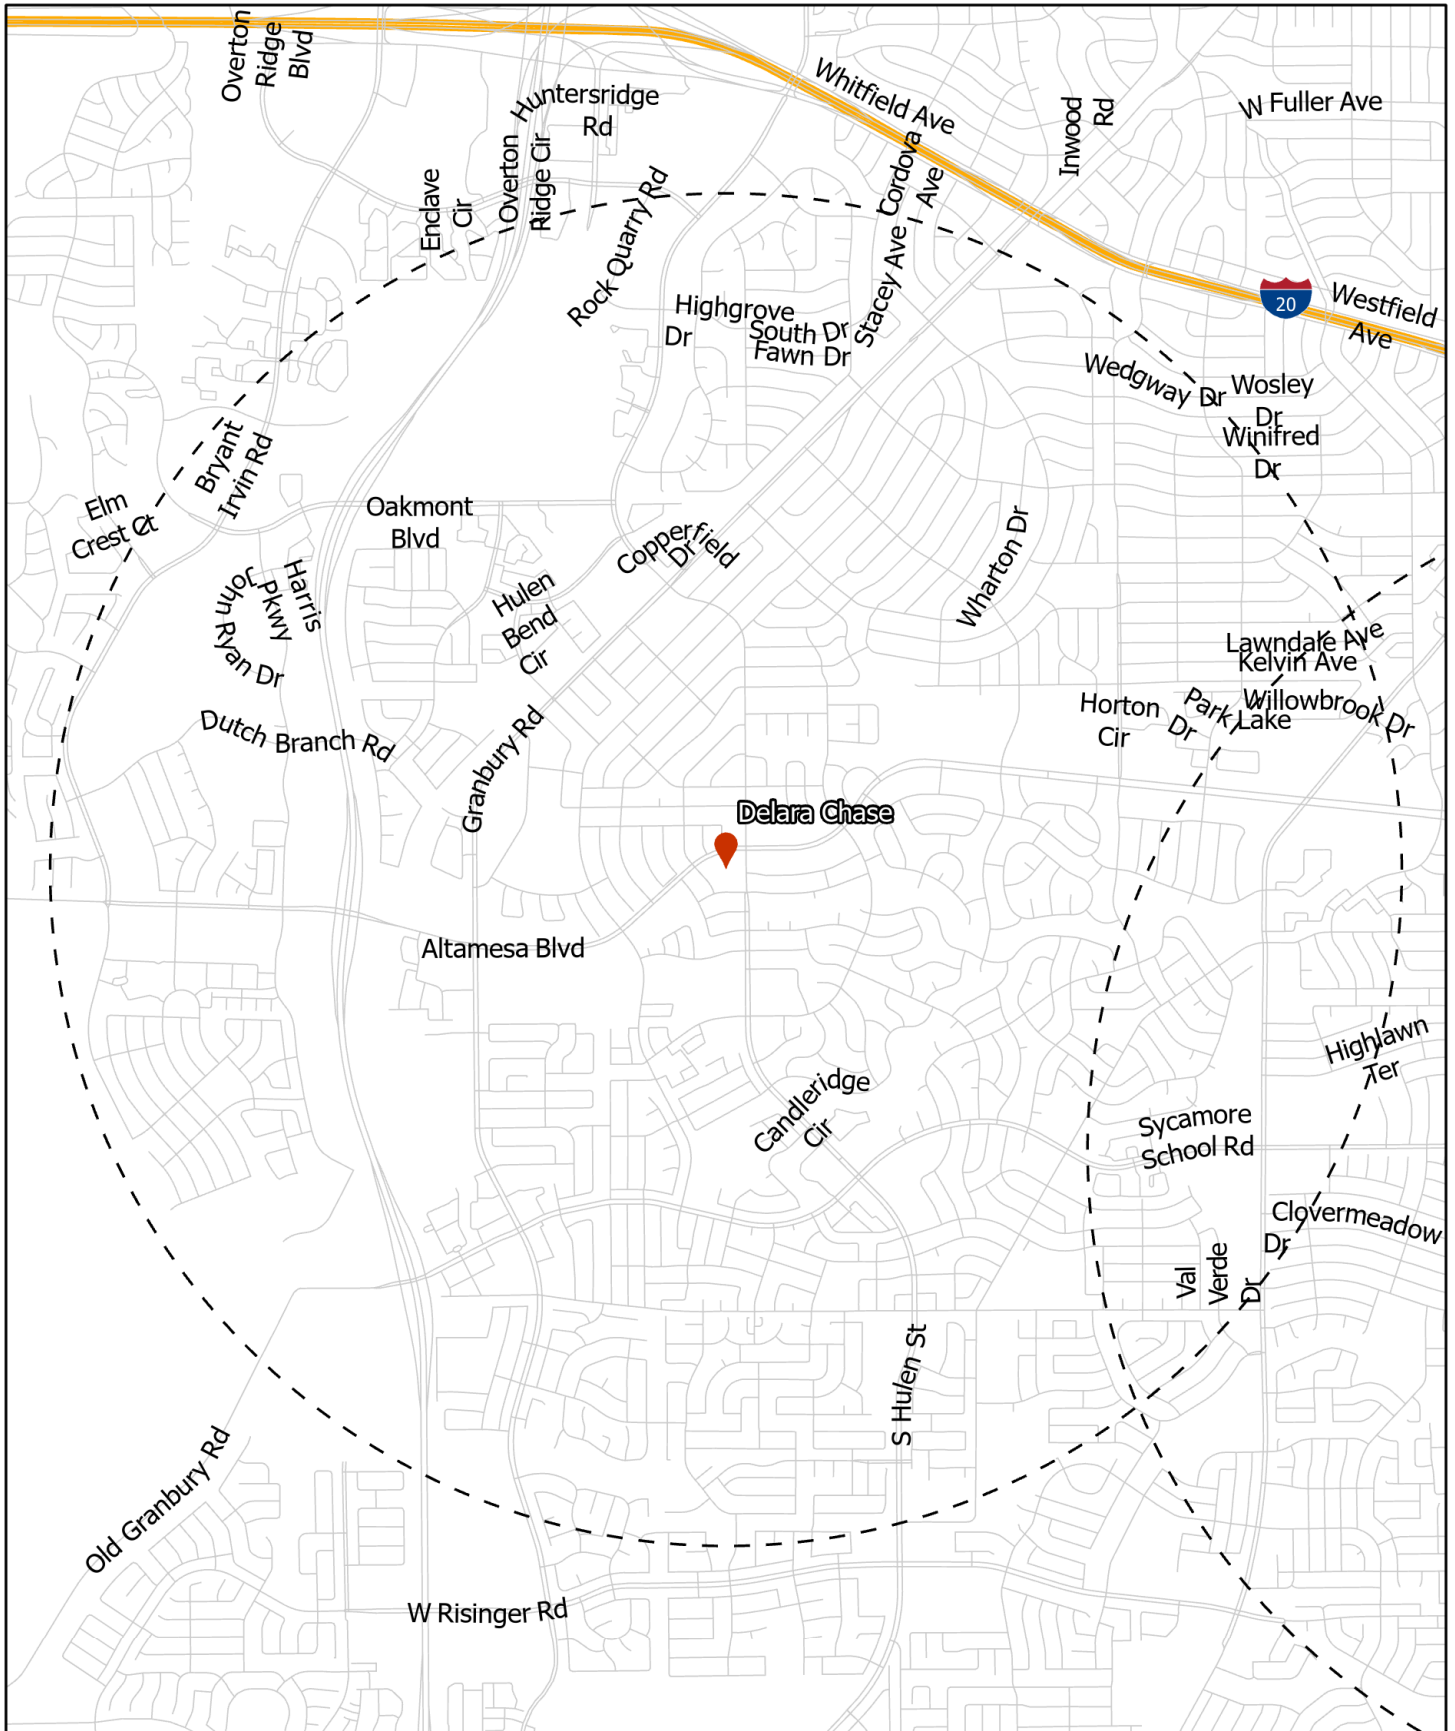 Overton
Ridge
Blvd
Huntersridge
Rd
Whitfield Ave
Inwood
Rd
W Fuller Ave
Enclave
Cir
Overton
Ridge Cir
Rock Quarry Rd
Cordova
Ave
Stacey Ave
20
Westfield
Ave
Highgrove
Dr
South Dr
Fawn Dr
Wedgway Dr
Wosley
Dr
Winifred
Dr
Bryant
Irvin Rd
Elm
Crest Ct
Oakmont
Blvd
Copperfield
Dr
Wharton Dr
Harris
Pkwy
John Ryan Dr
Hulen
Bend
Cir
Lawndale Ave
Kelvin Ave
Willowbrook Dr
Park Lake
Dr
Horton
Cir
Dutch Branch Rd
Granbury Rd
Delara Chase
Altamesa Blvd
Highlawn
Ter
Candleridge
Cir
Sycamore
School Rd
Clovermeadow
Dr
Val
Verde
Dr
S Hulen St
Old Granbury Rd
W Risinger Rd